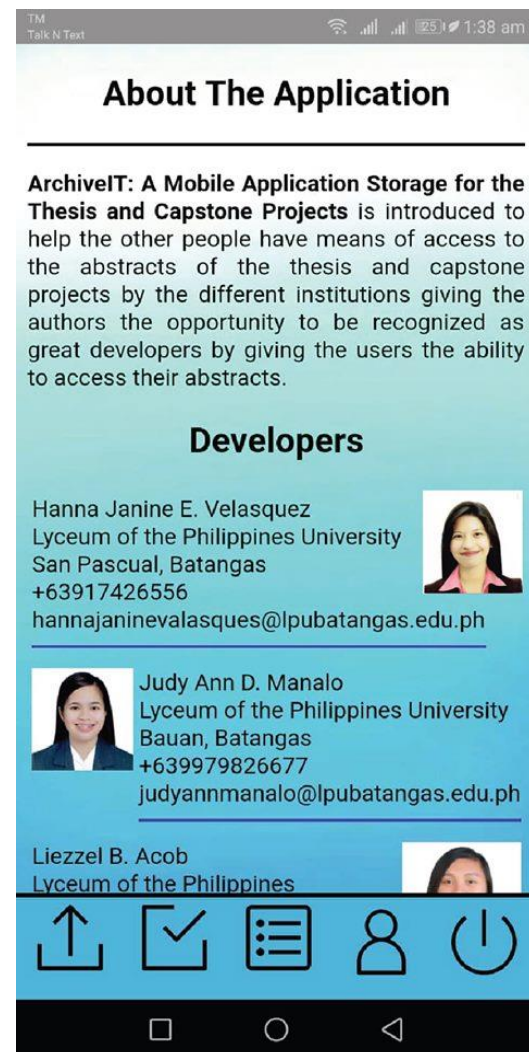 TM
Talk N Text
25 1:38 am
About The Application
ArchiveIT: A Mobile Application Storage for the
Thesis and Capstone Projects is introduced to
help the other people have means of access to
the abstracts of the thesis and capstone
projects by the different institutions giving the
authors the opportunity to be recognized as
great developers by giving the users the ability
to access their abstracts.
Developers
Hanna Janine E. Velasquez
Lyceum of the Philippines University
San Pascual, Batangas
+63917426556
hannajaninevalasques@lpubatangas.edu.ph
Judy Ann D. Manalo
Lyceum of the Philippines University
Bauan, Batangas
+639979826677
judyannmanalo@lpubatangas.edu.ph
Liezzel B. Acob
Lyceum of the Philippines